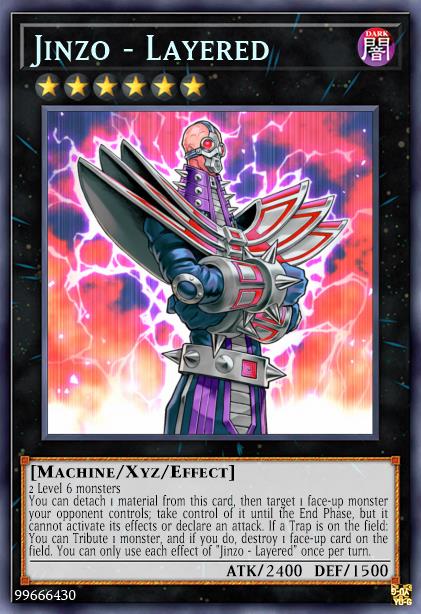 Jinzo - Layered
DARK
闇
[Machine/Xyz/Effect]
2 Level 6 monsters
You can detach 1 material from this card, then target 1 face-up monster
your opponent controls; take control of it until the End Phase, but it
cannot activate its effects or declare an attack. If a Trap is on the field:
You can Tribute 1 monster, and if you do, destroy 1 face-up card on the
field. You can only use each effect of "Jinzo - Layered" once per turn.
ATK/2400 DEF/1500
99666430